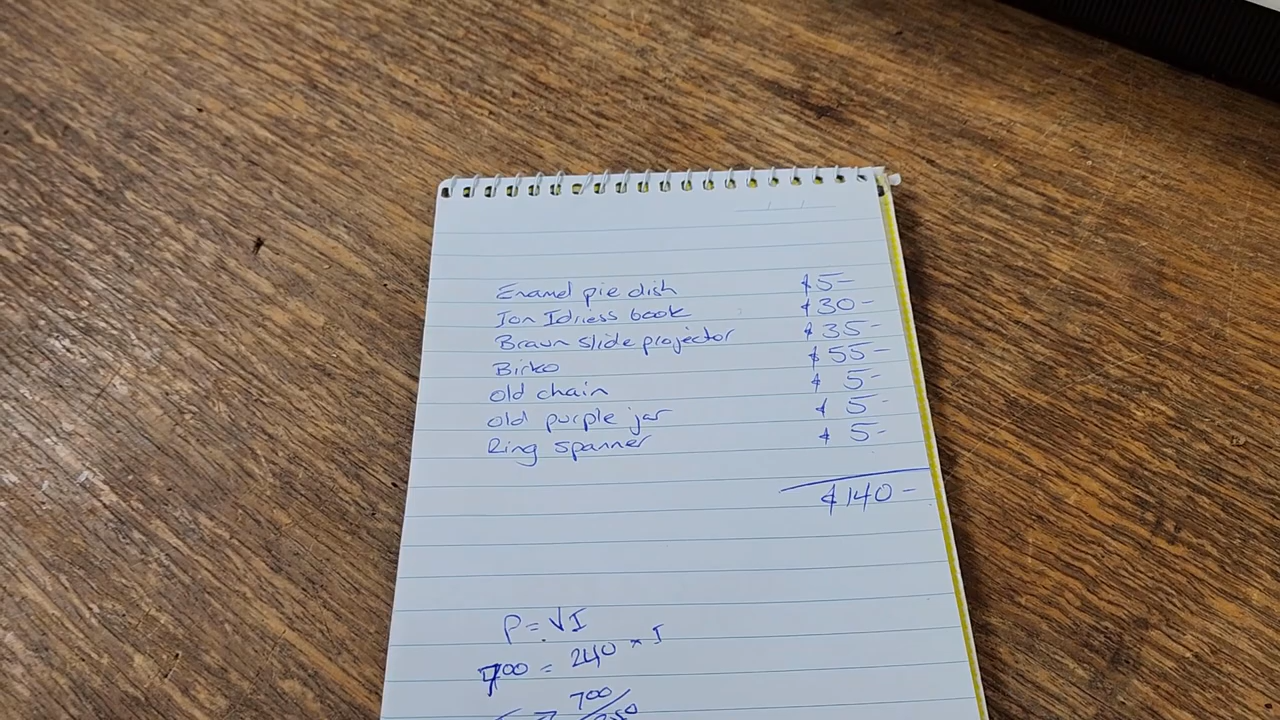 Enamel pie dish $5-
Ion Idriess book $30-
Braun slide projector $35-
Birko $55-
old chain $5-
old purple jar $5-
Ring spanner $5-
$140-
P=VI
700 = 240 × I
700/